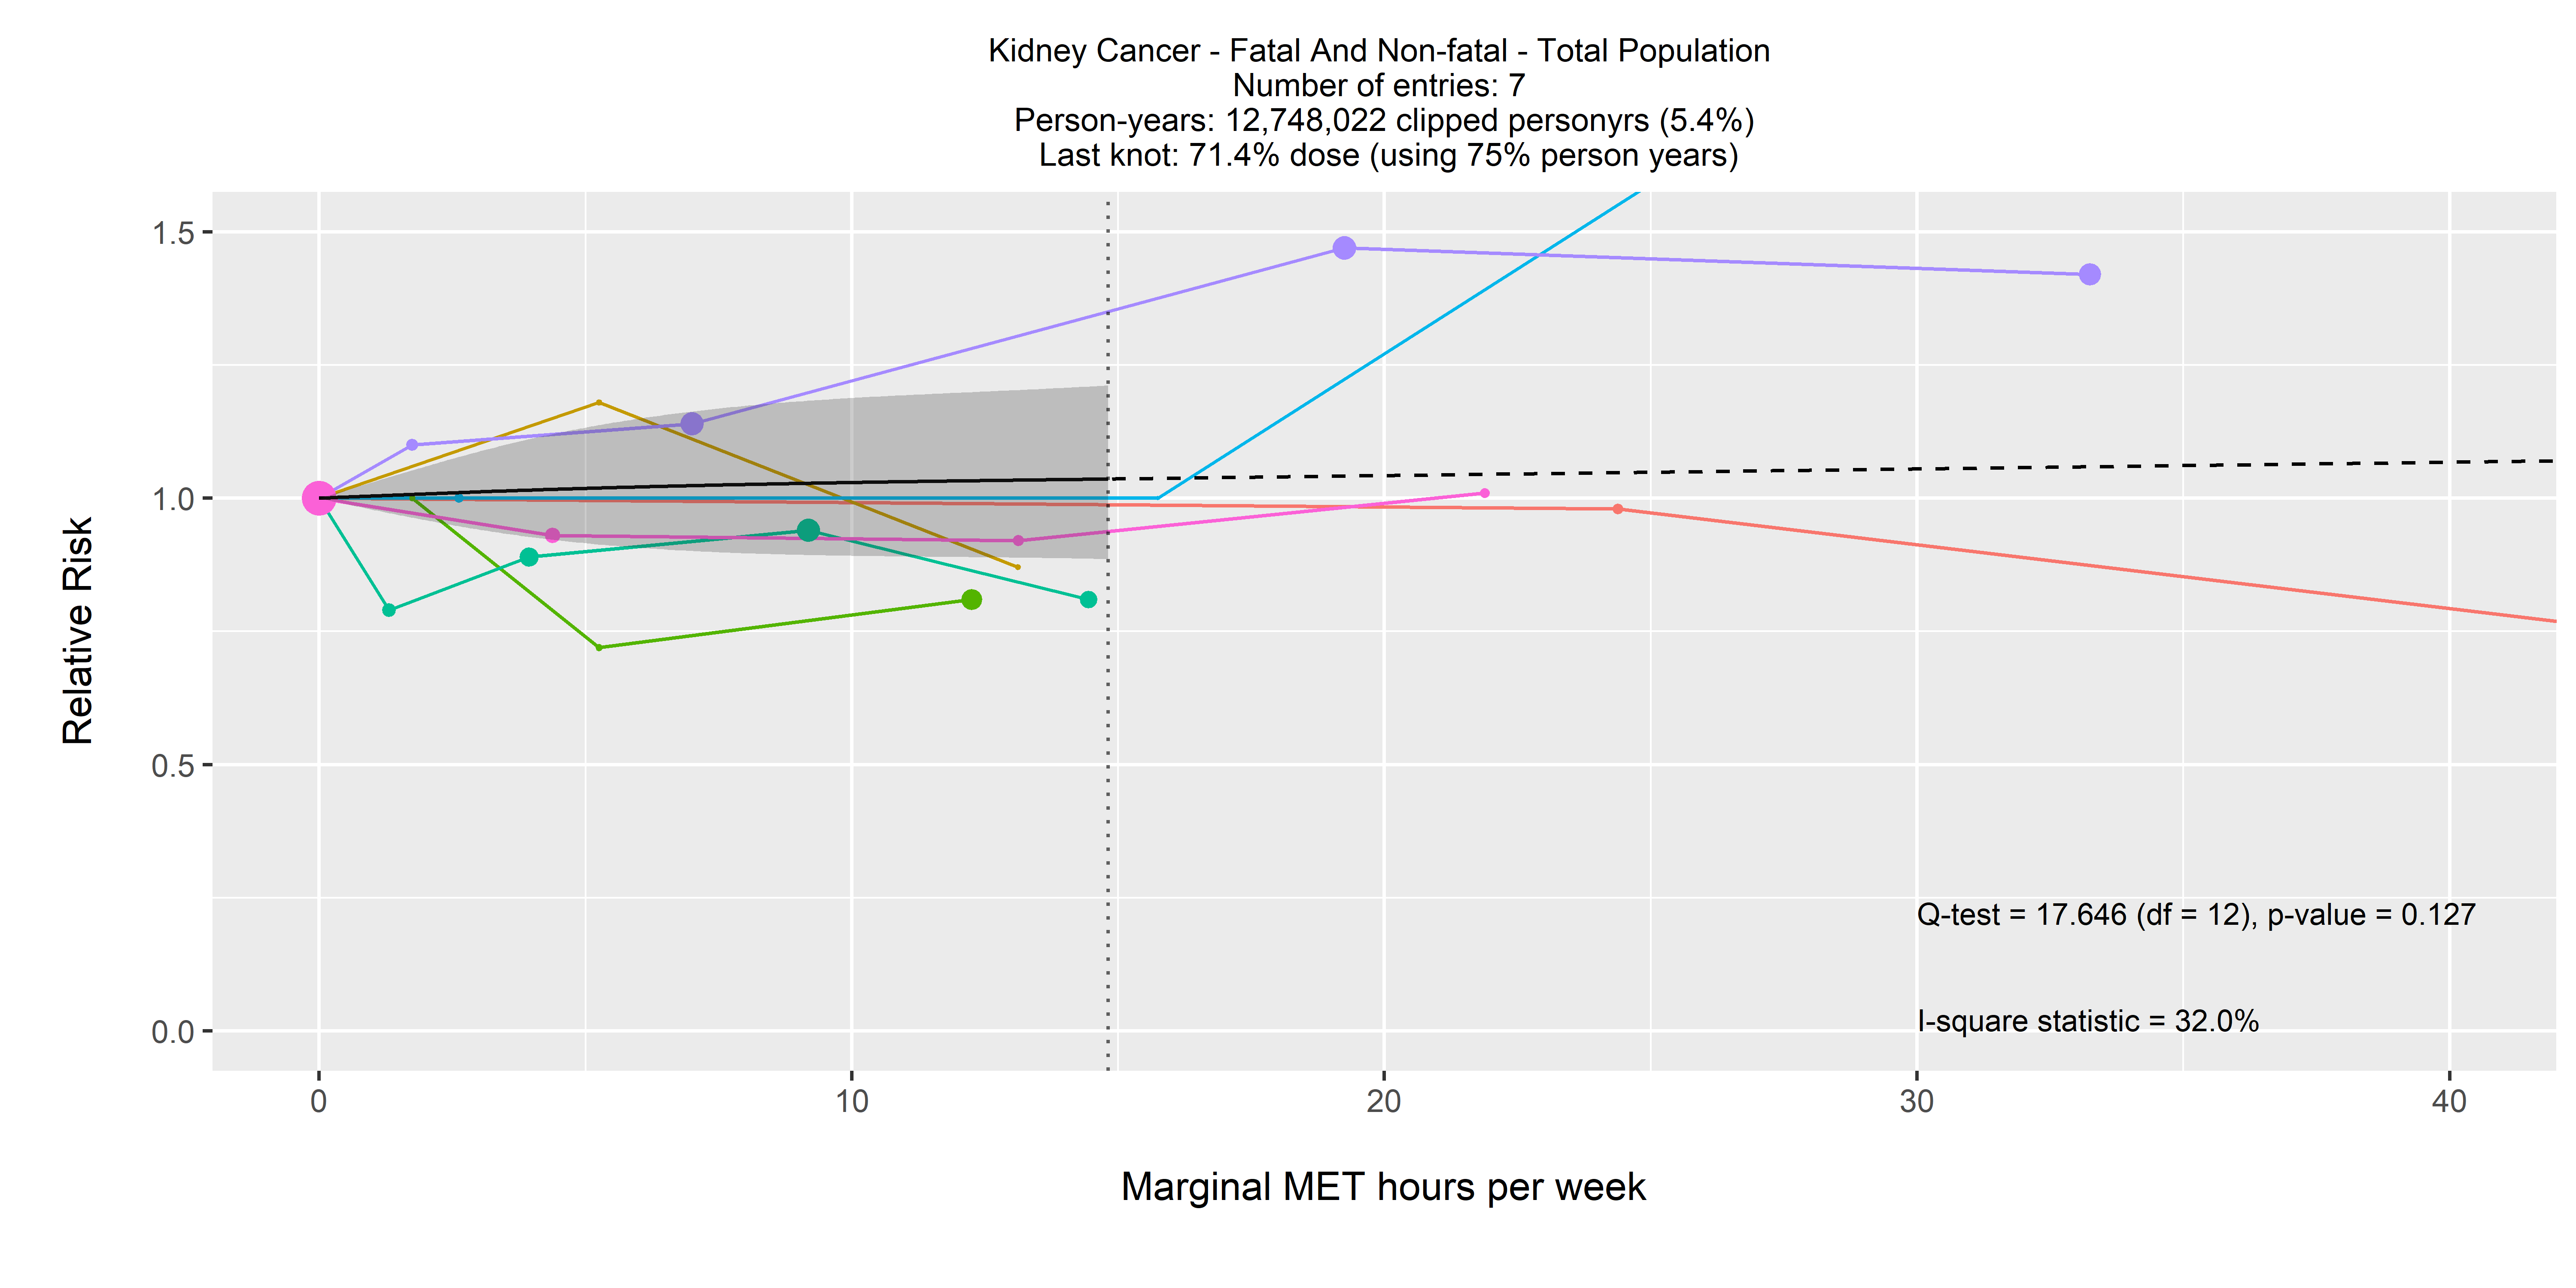 Kidney Cancer - Fatal And Non-fatal - Total Population
Number of entries: 7
Person-years: 12,748,022 clipped personyrs (5.4%)
Last knot: 71.4% dose (using 75% person years)
1.5
1.0
0.5
0.0
Relative Risk
Q-test = 17.646 (df = 12), p-value = 0.127
I-square statistic = 32.0%
0 10 20 30 40
Marginal MET hours per week